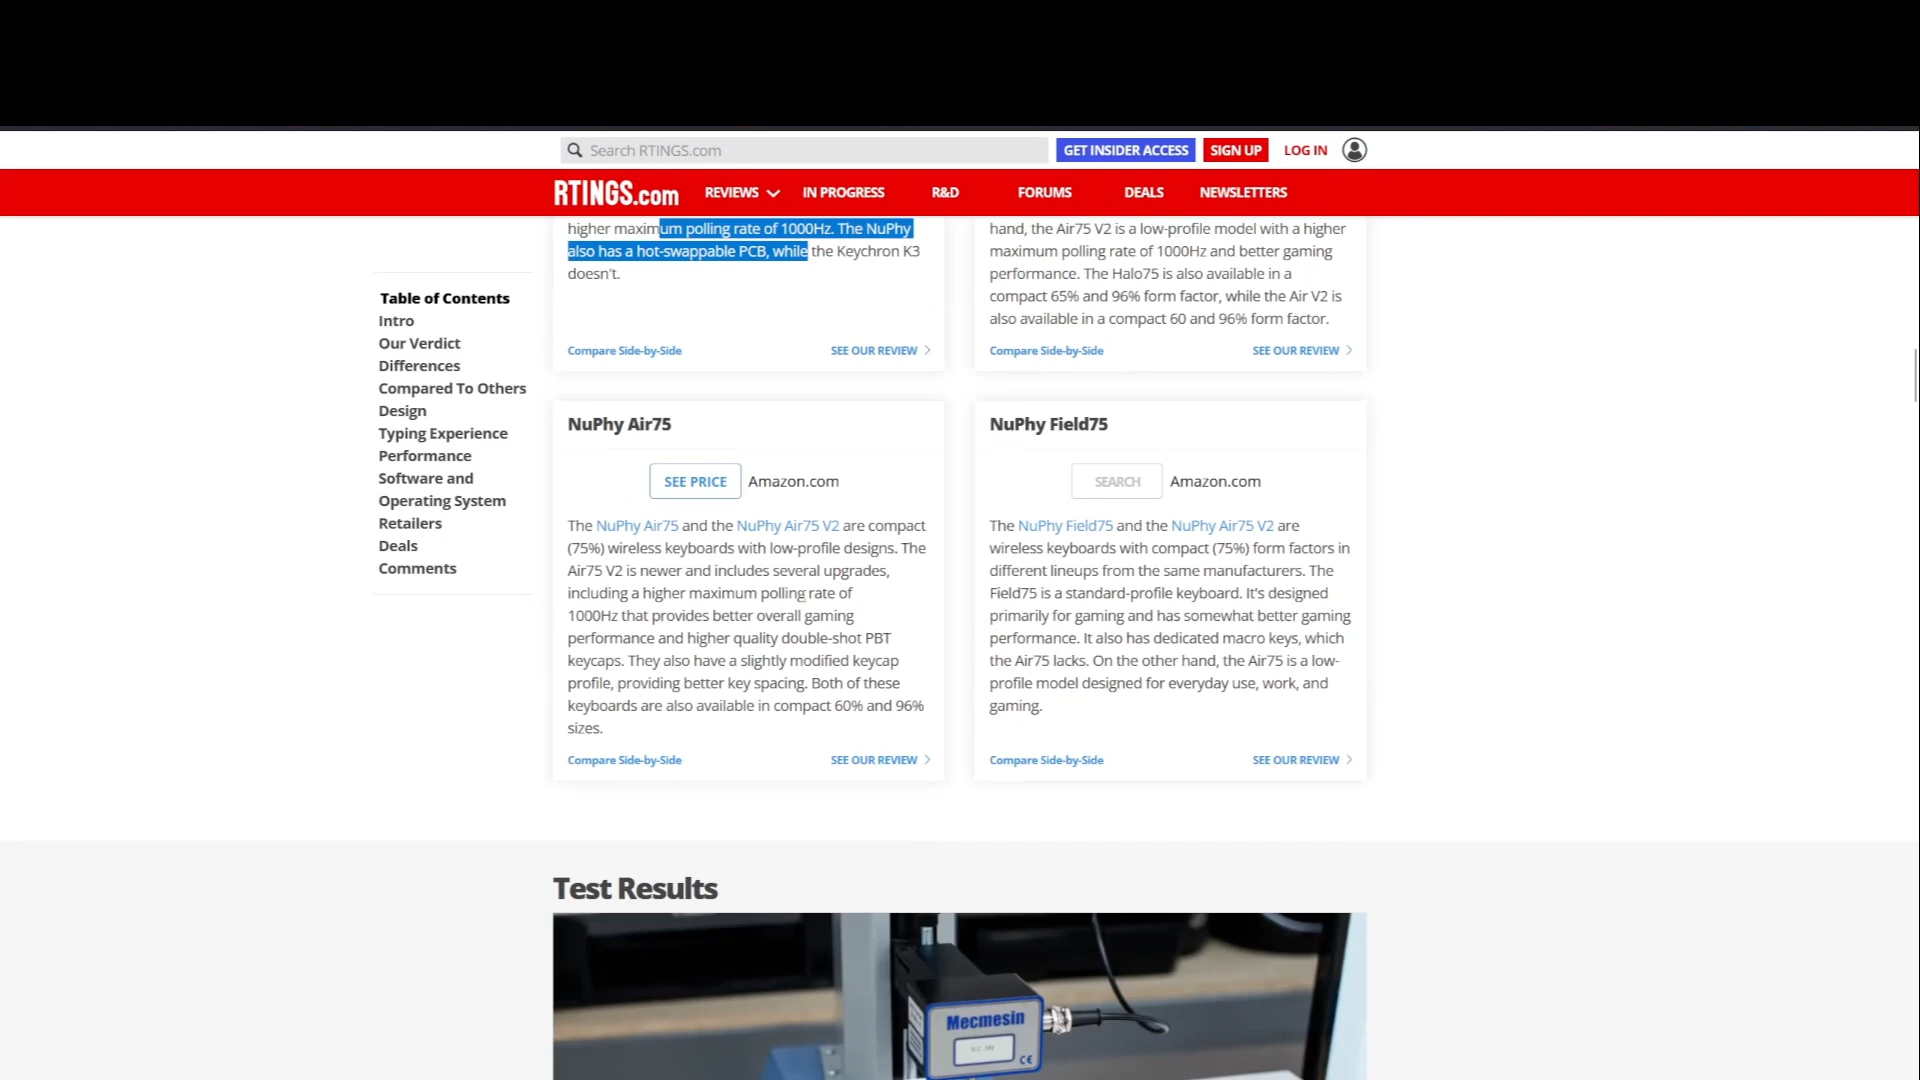 Search RTINGS.com
GET INSIDER ACCESS
SIGN UP
LOG IN
RTINGS.com
REVIEWS
IN PROGRESS
R&D
FORUMS
DEALS
NEWSLETTERS
Table of Contents
Intro
Our Verdict
Differences
Compared To Others
Design
Typing Experience
Performance
Software and
Operating System
Retailers
Deals
Comments
higher maximum polling rate of 1000Hz. The NuPhy
also has a hot-swappable PCB, while the Keychron K3
doesn't.
Compare Side-by-Side
SEE OUR REVIEW
hand, the Air75 V2 is a low-profile model with a higher
maximum polling rate of 1000Hz and better gaming
performance. The Halo75 is also available in a
compact 65% and 96% form factor, while the Air V2 is
also available in a compact 60 and 96% form factor.
Compare Side-by-Side
SEE OUR REVIEW
NuPhy Air75
SEE PRICE
Amazon.com
The NuPhy Air75 and the NuPhy Air75 V2 are compact
(75%) wireless keyboards with low-profile designs. The
Air75 V2 is newer and includes several upgrades,
including a higher maximum polling rate of
1000Hz that provides better overall gaming
performance and higher quality double-shot PBT
keycaps. They also have a slightly modified keycap
profile, providing better key spacing. Both of these
keyboards are also available in compact 60% and 96%
sizes.
Compare Side-by-Side
SEE OUR REVIEW
NuPhy Field75
SEARCH
Amazon.com
The NuPhy Field75 and the NuPhy Air75 V2 are
wireless keyboards with compact (75%) form factors in
different lineups from the same manufacturers. The
Field75 is a standard-profile keyboard. It's designed
primarily for gaming and has somewhat better gaming
performance. It also has dedicated macro keys, which
the Air75 lacks. On the other hand, the Air75 is a low-
profile model designed for everyday use, work, and
gaming.
Compare Side-by-Side
SEE OUR REVIEW
Test Results
Mecmesin
CE